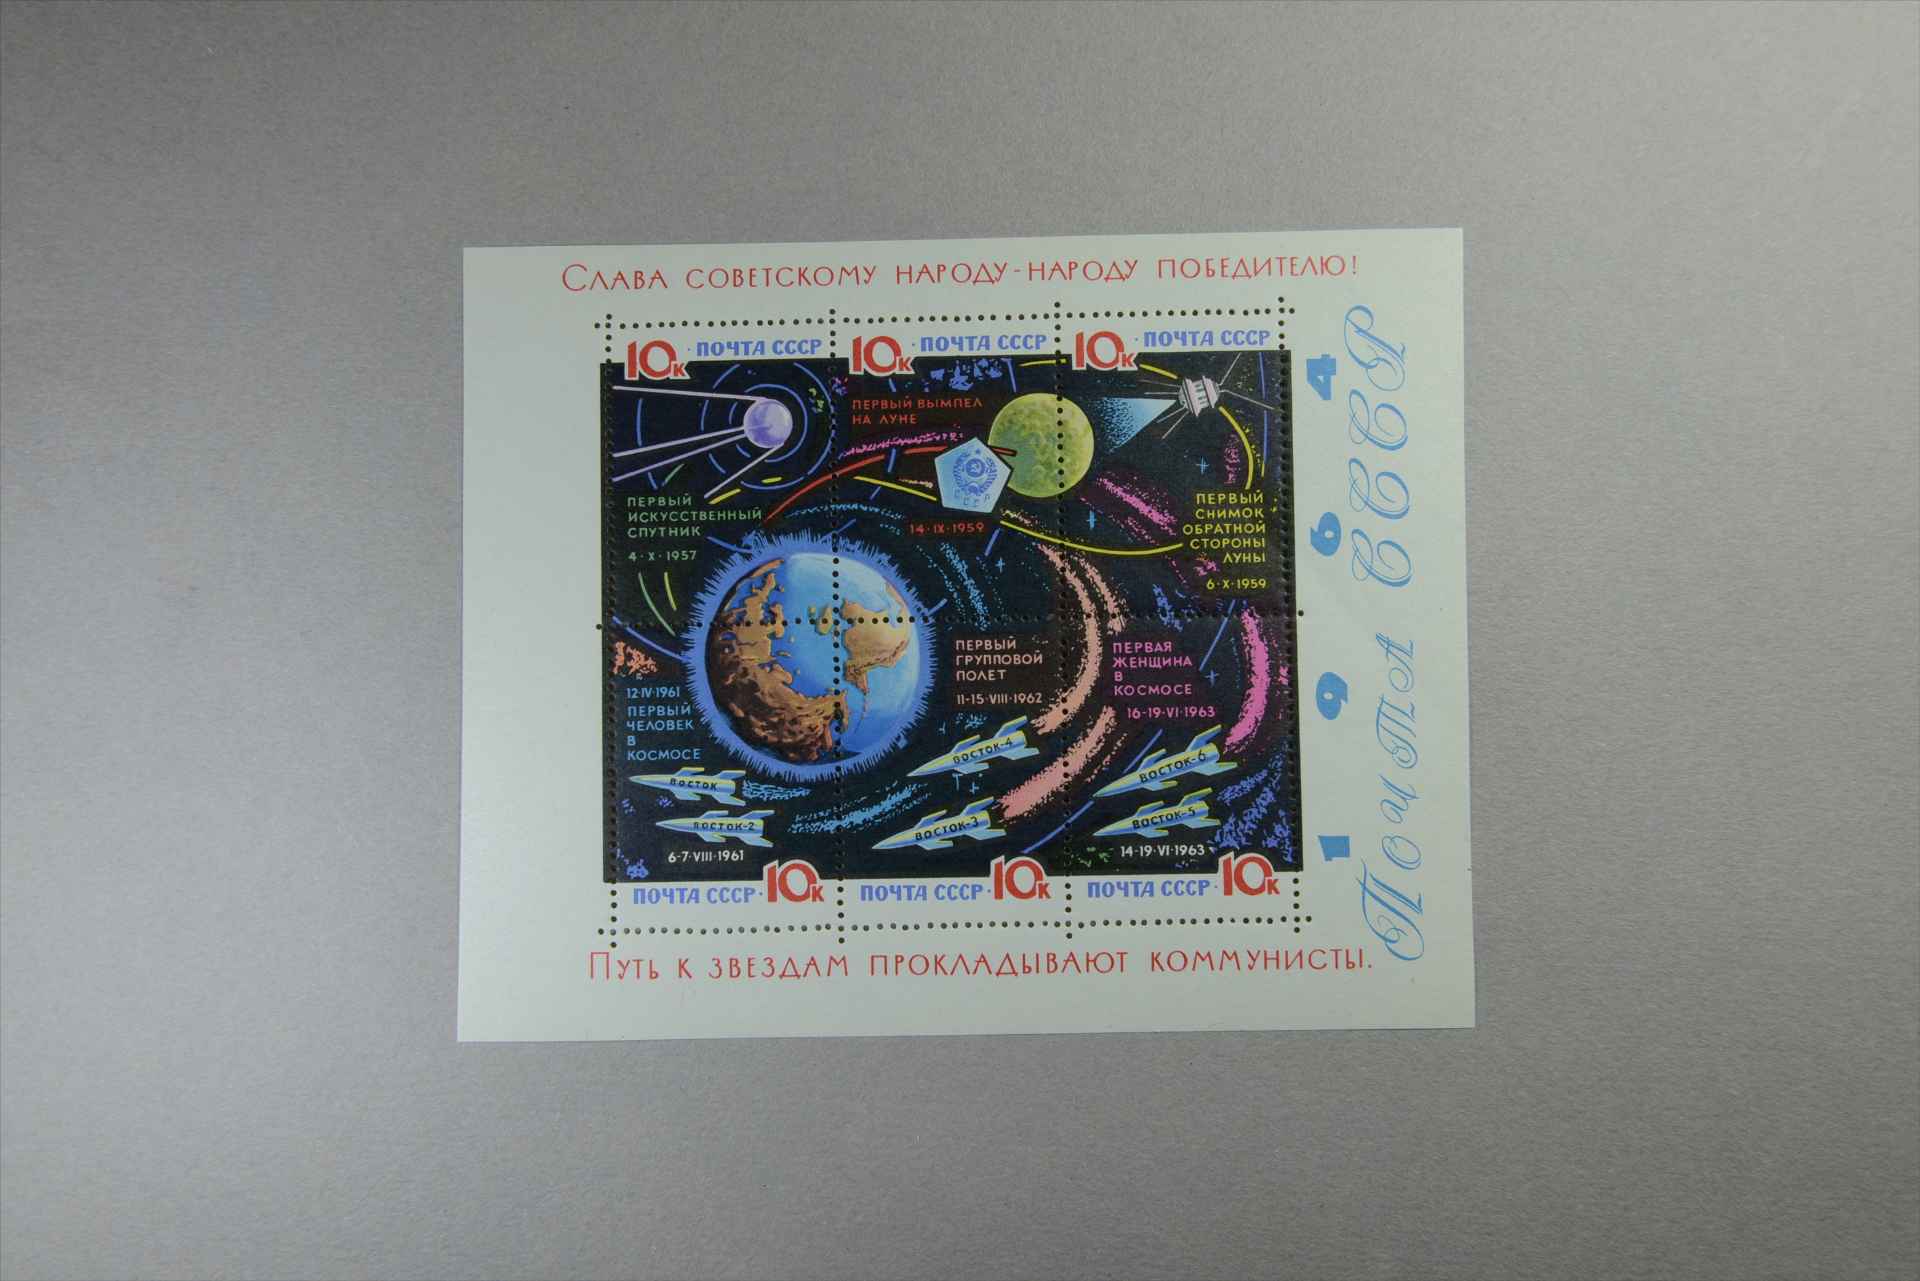 Слава советскому народу-народу победителю!
10к·ПОЧТА СССР
10к·ПОЧТА СССР
10к·ПОЧТА СССР
ПЕРВЫЙ
ИСКУССТВЕННЫЙ
СПУТНИК
4·X·1957
ПЕРВЫЙ ВЫМПЕЛ
НА ЛУНЕ
СССР
14·IX·1959
ПЕРВЫЙ
СНИМОК
ОБРАТНОЙ
СТОРОНЫ
ЛУНЫ
6·X·1959
12·IV·1961
ПЕРВЫЙ
ЧЕЛОВЕК
В
КОСМОСЕ
ВОСТОК
ВОСТОК-2
6-7·VIII·1961
ПЕРВЫЙ
ГРУППОВОЙ
ПОЛЕТ
11-15·VIII·1962
ВОСТОК-4
ВОСТОК-3
ПЕРВАЯ
ЖЕНЩИНА
В
КОСМОСЕ
16-19·VI·1963
ВОСТОК-6
ВОСТОК-5
14-19·VI·1963
ПОЧТА СССР·10к
ПОЧТА СССР·10к
ПОЧТА СССР·10к
Путь к звездам прокладывают коммунисты.
1964
Почта СССР